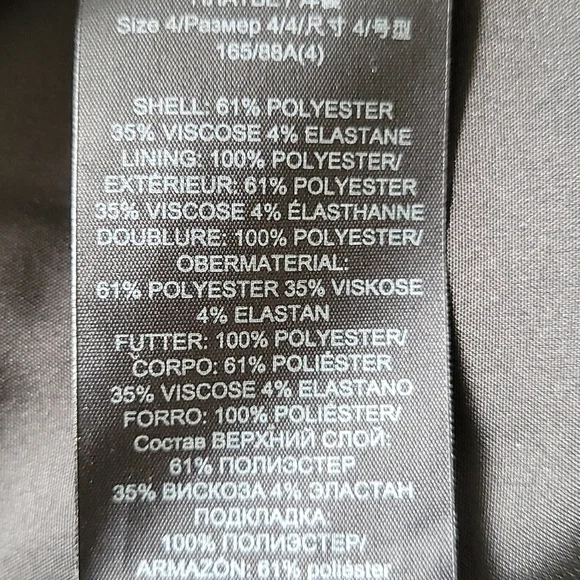 Size 4/Размер 4/4/尺寸 4/号型
165/88A(4)
SHELL: 61% POLYESTER
35% VISCOSE 4% ELASTANE
LINING: 100% POLYESTER/
EXTÉRIEUR: 61% POLYESTER
35% VISCOSE 4% ÉLASTHANNE
DOUBLURE: 100% POLYESTER/
OBERMATERIAL:
61% POLYESTER 35% VISKOSE
4% ELASTAN
FUTTER: 100% POLYESTER/
CORPO: 61% POLIÉSTER
35% VISCOSE 4% ELASTANO
FORRO: 100% POLIÉSTER/
Состав ВЕРХНИЙ СЛОЙ:
61% ПОЛИЭСТЕР
35% ВИСКОЗА 4% ЭЛАСТАН
ПОДКЛАДКА
100% ПОЛИЭСТЕР/
ARMAZÓN: 61% poliéster